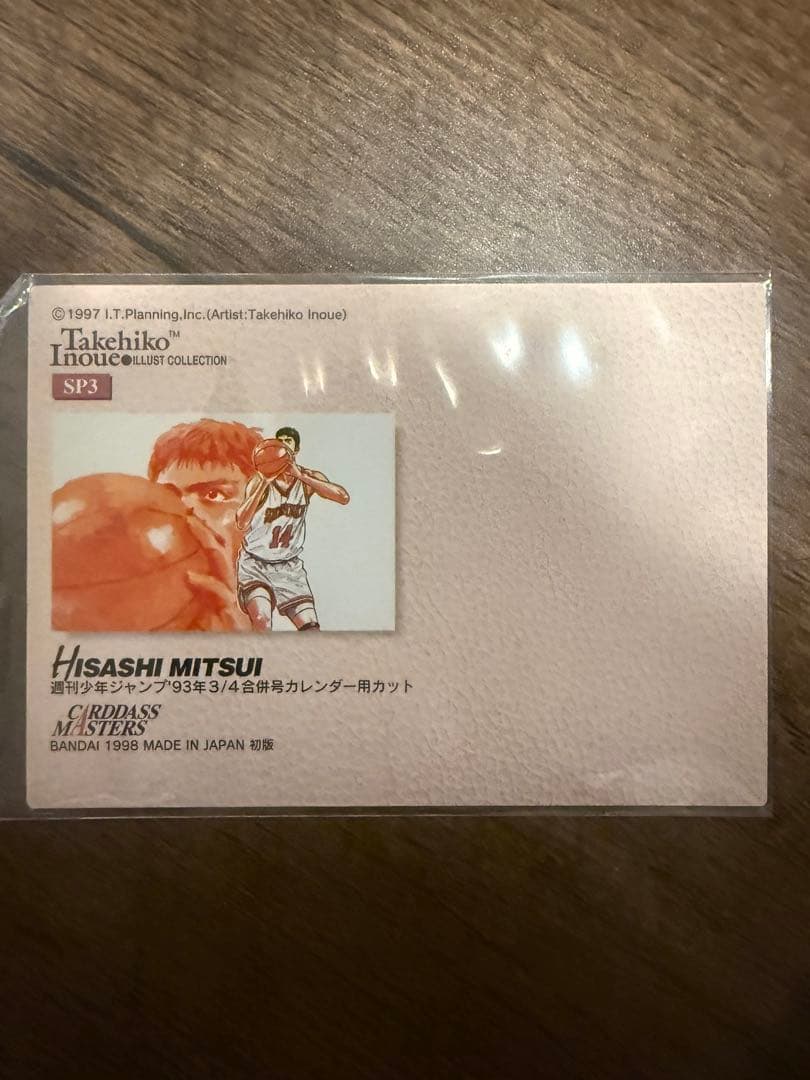 ©1997 I.T.Planning,Inc.(Artist:Takehiko Inoue)
Takehiko™
Inoue●ILLUST COLLECTION
SP3
14
HISASHI MITSUI
週刊少年ジャンプ'93年3/4合併号カレンダー用カット
CARDDASS
MASTERS
BANDAI 1998 MADE IN JAPAN 初版